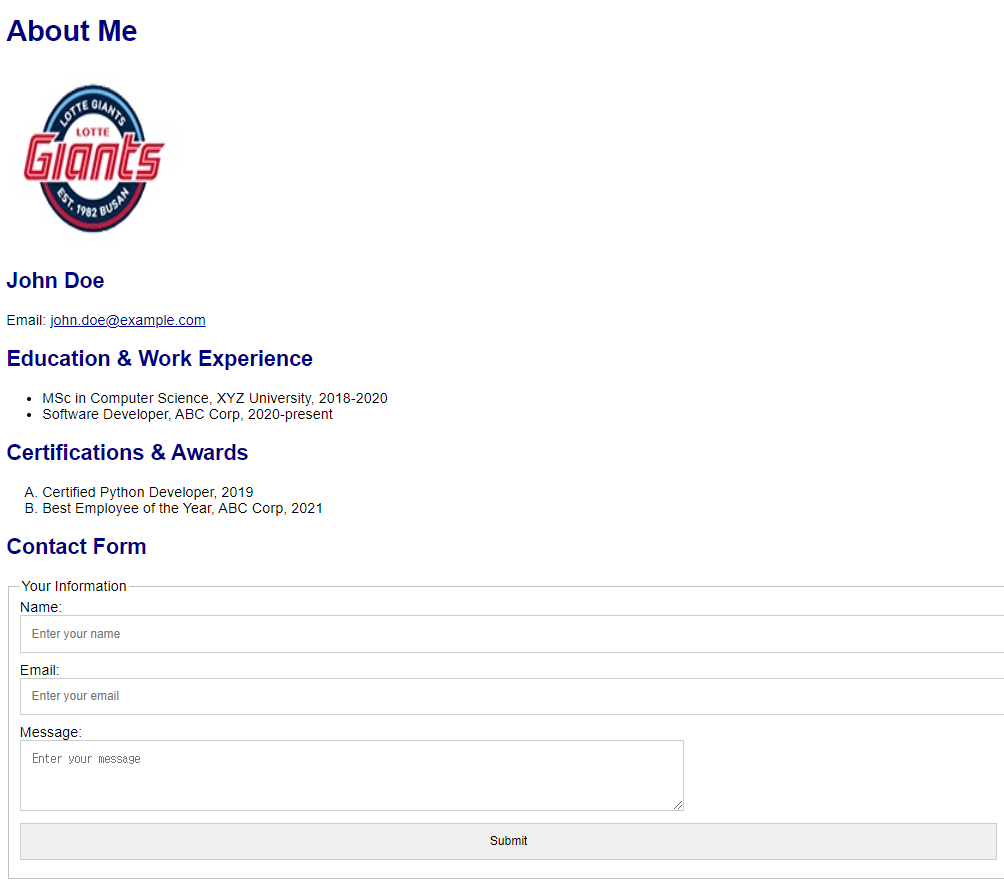 About Me
LOTTE GIANTS
LOTTE
Giants
EST. 1982 BUSAN
John Doe
Email: john.doe@example.com
Education & Work Experience
• MSc in Computer Science, XYZ University, 2018-2020
• Software Developer, ABC Corp, 2020-present
Certifications & Awards
A. Certified Python Developer, 2019
B. Best Employee of the Year, ABC Corp, 2021
Contact Form
Your Information
Name:
Enter your name
Email:
Enter your email
Message:
Enter your message
Submit